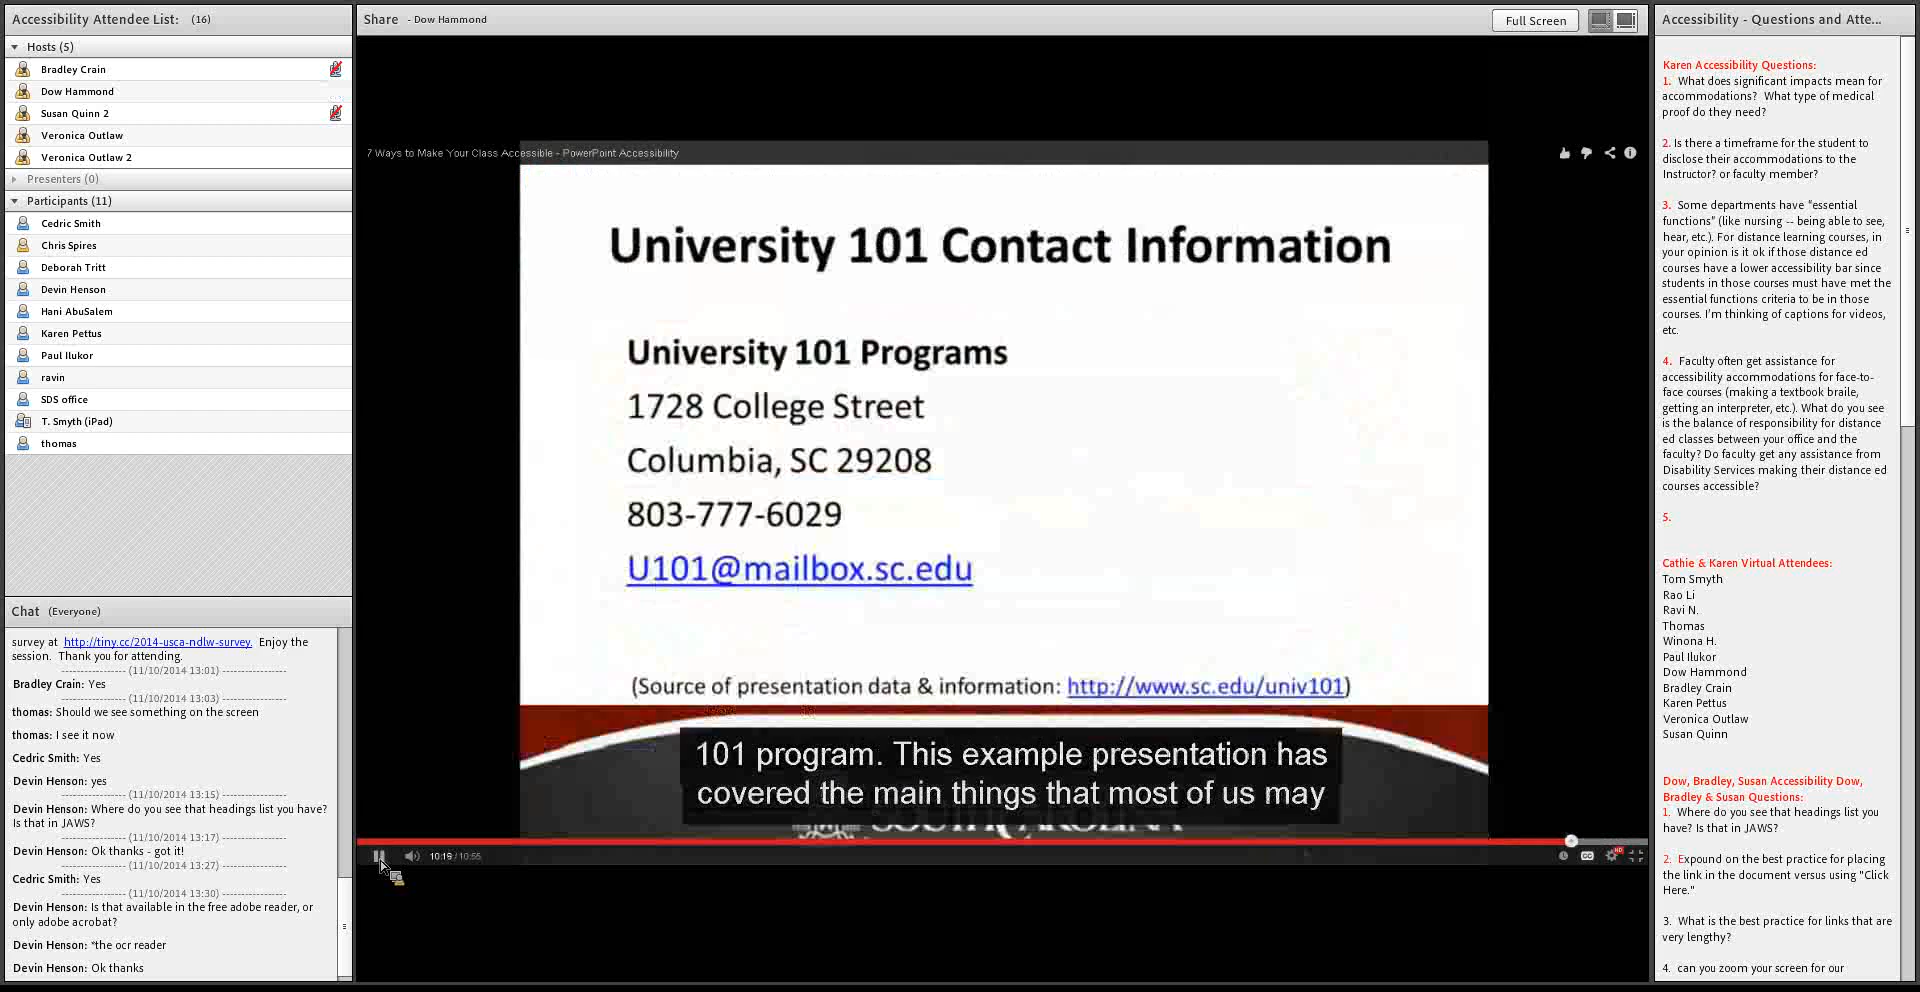 Accessibility Attendee List: (16)
Hosts (5)
Bradley Crain
Dow Hammond
Susan Quinn 2
Veronica Outlaw
Veronica Outlaw 2
Presenters (0)
Participants (11)
Cedric Smith
Chris Spires
Deborah Tritt
Devin Henson
Hani AbuSalem
Karen Pettus
Paul Ilukor
ravin
SDS office
T. Smyth (iPad)
thomas
Chat (Everyone)
survey at http://tiny.cc/2014-usca-ndlw-survey. Enjoy the
session. Thank you for attending.
------------------ (11/10/2014 13:01) ------------------
Bradley Crain: Yes
------------------ (11/10/2014 13:03) ------------------
thomas: Should we see something on the screen
thomas: I see it now
Cedric Smith: Yes
Devin Henson: yes
------------------ (11/10/2014 13:15) ------------------
Devin Henson: Where do you see that headings list you have?
Is that in JAWS?
------------------ (11/10/2014 13:17) ------------------
Devin Henson: Ok thanks - got it!
------------------ (11/10/2014 13:27) ------------------
Cedric Smith: Yes
------------------ (11/10/2014 13:30) ------------------
Devin Henson: Is that available in the free adobe reader, or
only adobe acrobat?
Devin Henson: *the ocr reader
Devin Henson: Ok thanks
Share - Dow Hammond
Full Screen
7 Ways to Make Your Class Accessible - PowerPoint Accessibility
University 101 Contact Information
University 101 Programs
1728 College Street
Columbia, SC 29208
803-777-6029
U101@mailbox.sc.edu
(Source of presentation data & information: http://www.sc.edu/univ101)
101 program. This example presentation has
covered the main things that most of us may
10:19 / 10:55
CC
HD
Accessibility - Questions and Atte...
Karen Accessibility Questions:
1. What does significant impacts mean for
accommodations? What type of medical
proof do they need?
2. Is there a timeframe for the student to
disclose their accommodations to the
Instructor? or faculty member?
3. Some departments have "essential
functions" (like nursing -- being able to see,
hear, etc.). For distance learning courses, in
your opinion is it ok if those distance ed
courses have a lower accessibility bar since
students in those courses must have met the
essential functions criteria to be in those
courses. I'm thinking of captions for videos,
etc.
4. Faculty often get assistance for
accessibility accommodations for face-to-
face courses (making a textbook braile,
getting an interpreter, etc.). What do you see
is the balance of responsibility for distance
ed classes between your office and the
faculty? Do faculty get any assistance from
Disability Services making their distance ed
courses accessible?
5.
Cathie & Karen Virtual Attendees:
Tom Smyth
Rao Li
Ravi N.
Thomas
Winona H.
Paul Ilukor
Dow Hammond
Bradley Crain
Karen Pettus
Veronica Outlaw
Susan Quinn
Dow, Bradley, Susan Accessibility Dow,
Bradley & Susan Questions:
1. Where do you see that headings list you
have? Is that in JAWS?
2. Expound on the best practice for placing
the link in the document versus using "Click
Here."
3. What is the best practice for links that are
very lengthy?
4. can you zoom your screen for our